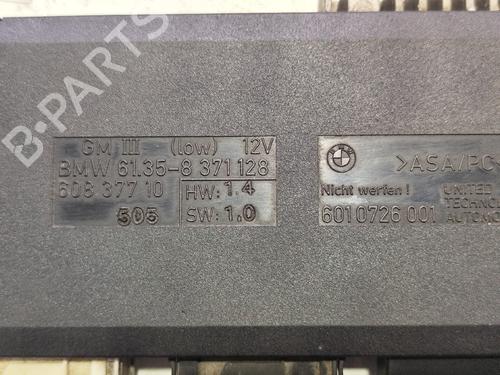 GM III (low) 12V
BMW 61.35-8 371 128
608 377 10 HW: 1.4
505 SW: 1.0
>ASA/PC
Nicht werfen! UNITED
6010726 001 TECHNOL
AUTOMO
B-PARTS